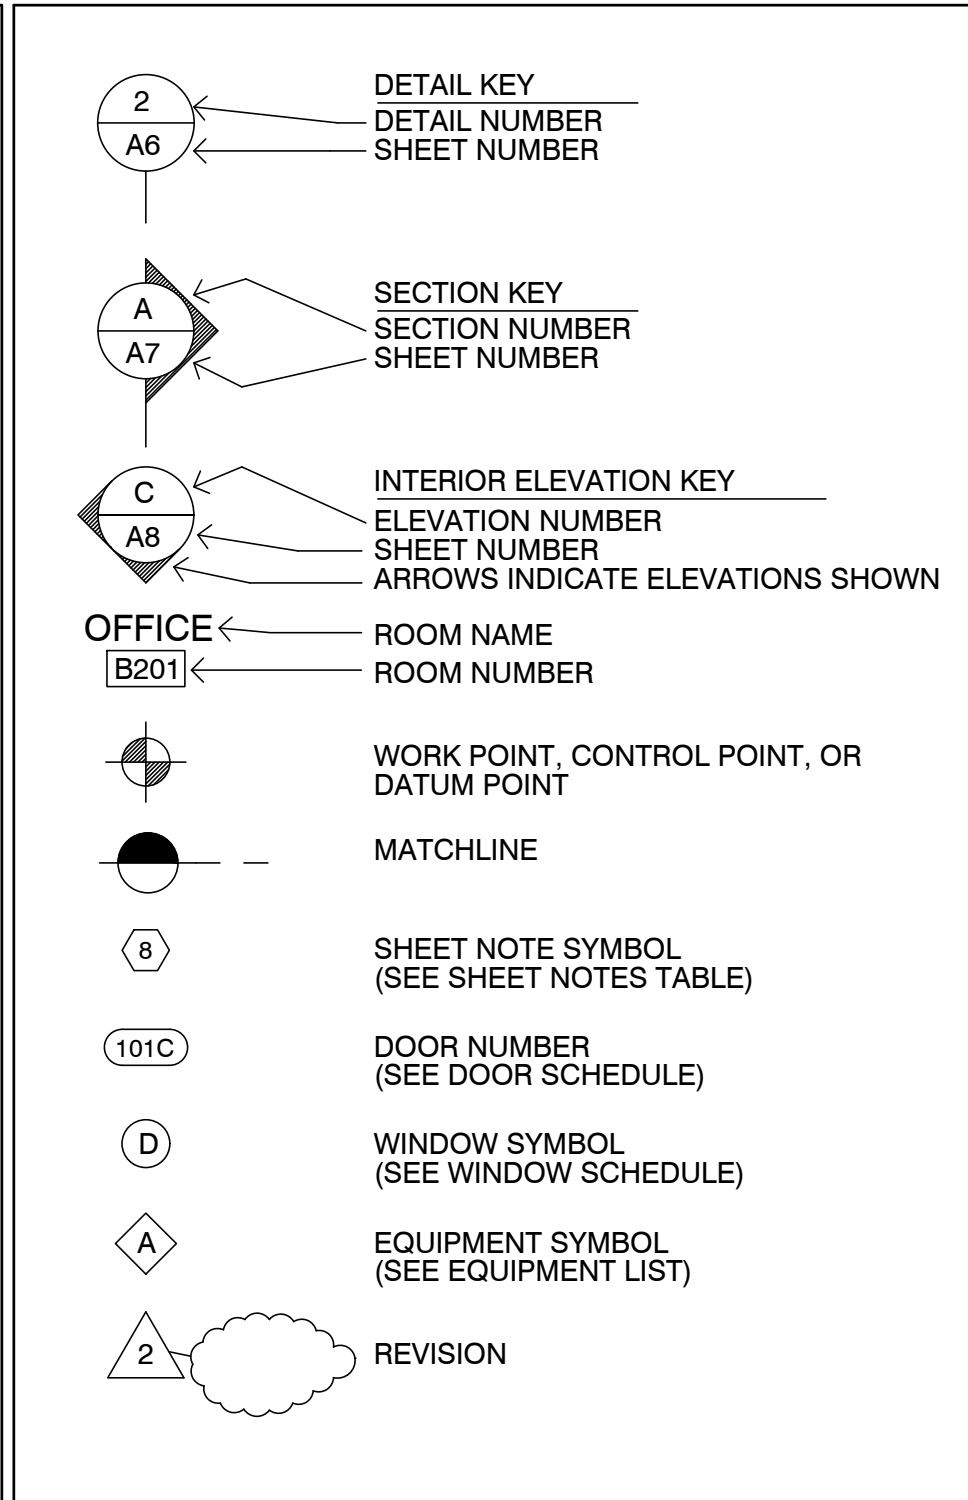 2
A6
DETAIL KEY
DETAIL NUMBER
SHEET NUMBER
A
A7
SECTION KEY
SECTION NUMBER
SHEET NUMBER
C
A8
INTERIOR ELEVATION KEY
ELEVATION NUMBER
SHEET NUMBER
ARROWS INDICATE ELEVATIONS SHOWN
OFFICE
ROOM NAME
B201
ROOM NUMBER
WORK POINT, CONTROL POINT, OR
DATUM POINT
MATCHLINE
8
SHEET NOTE SYMBOL
(SEE SHEET NOTES TABLE)
101C
DOOR NUMBER
(SEE DOOR SCHEDULE)
D
WINDOW SYMBOL
(SEE WINDOW SCHEDULE)
A
EQUIPMENT SYMBOL
(SEE EQUIPMENT LIST)
2
REVISION